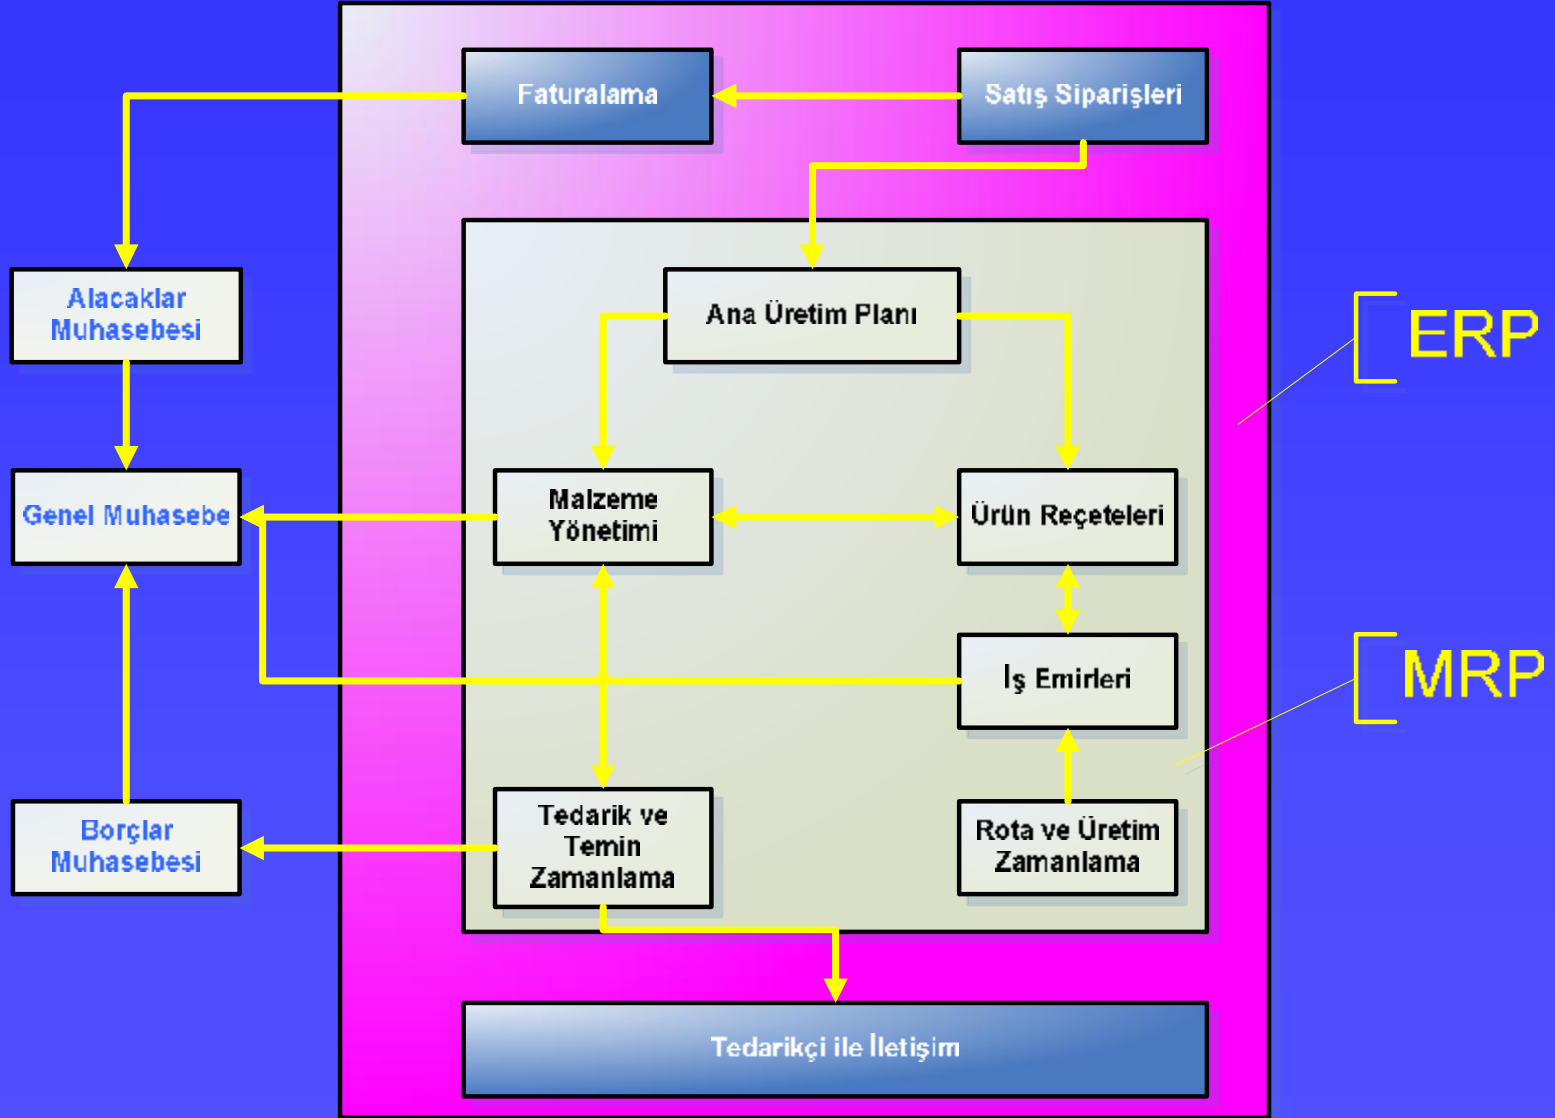 Faturalama
Satış Siparişleri
Alacaklar
Muhasebesi
Ana Üretim Planı
ERP
Genel Muhasebe
Malzeme
Yönetimi
Ürün Reçeteleri
İş Emirleri
MRP
Borçlar
Muhasebesi
Tedarik ve
Temin
Zamanlama
Rota ve Üretim
Zamanlama
Tedarikçi ile İletişim